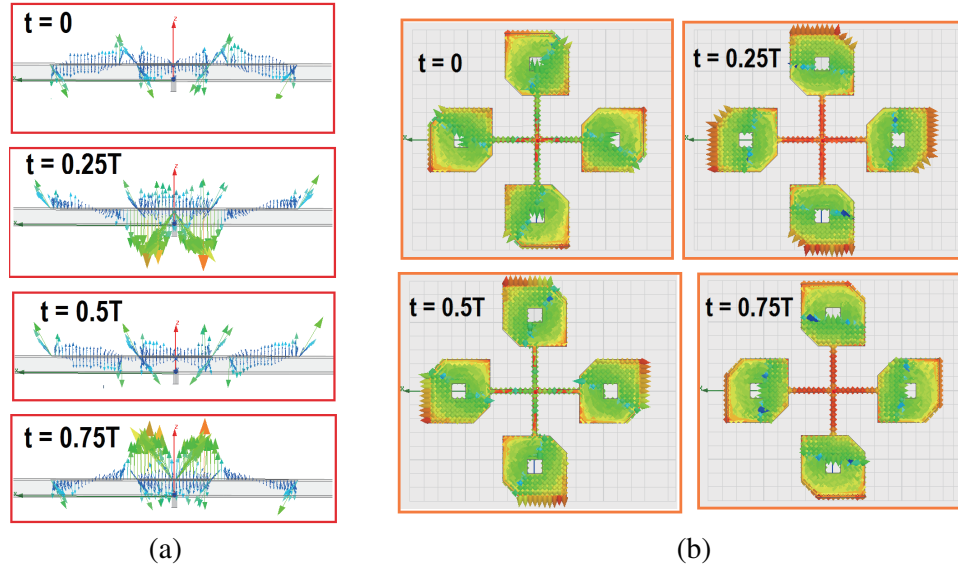 t = 0
t = 0.25T
t = 0.5T
t = 0.75T
(a)
t = 0
t = 0.25T
t = 0.5T
t = 0.75T
(b)